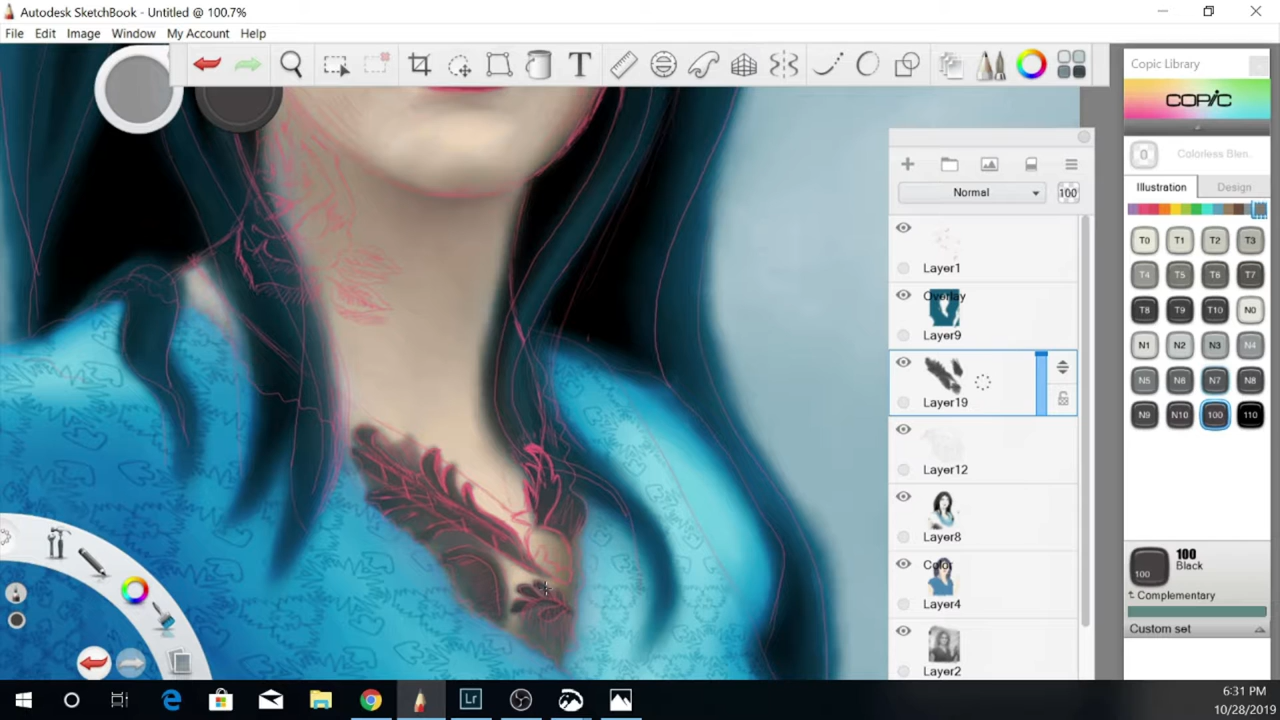 Autodesk SketchBook - Untitled @ 100.7%
File Edit Image Window My Account Help
T
Copic Library
COPIC
0 Colorless Blen..
Illustration Design
T0 T1 T2 T3
T4 T5 T6 T7
T8 T9 T10 N0
N1 N2 N3 N4
N5 N6 N7 N8
N9 N10 100 110
100
100
Black
Complementary
Custom set
Normal 100
Layer1
Overlay
Layer9
Layer19
Layer12
Layer8
Color
Layer4
Layer2
Lr
6:31 PM
10/28/2019